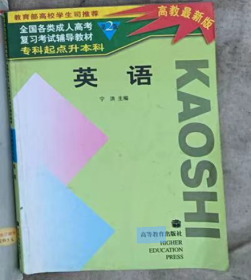 教育部高校学生司推荐
全国各类成人高考
复习考试辅导教材
专科起点升本科
2
高教最新版
英语
宁洪 主编
KAOSHI
高等教育出版社
HIGHER
EDUCATION
PRESS